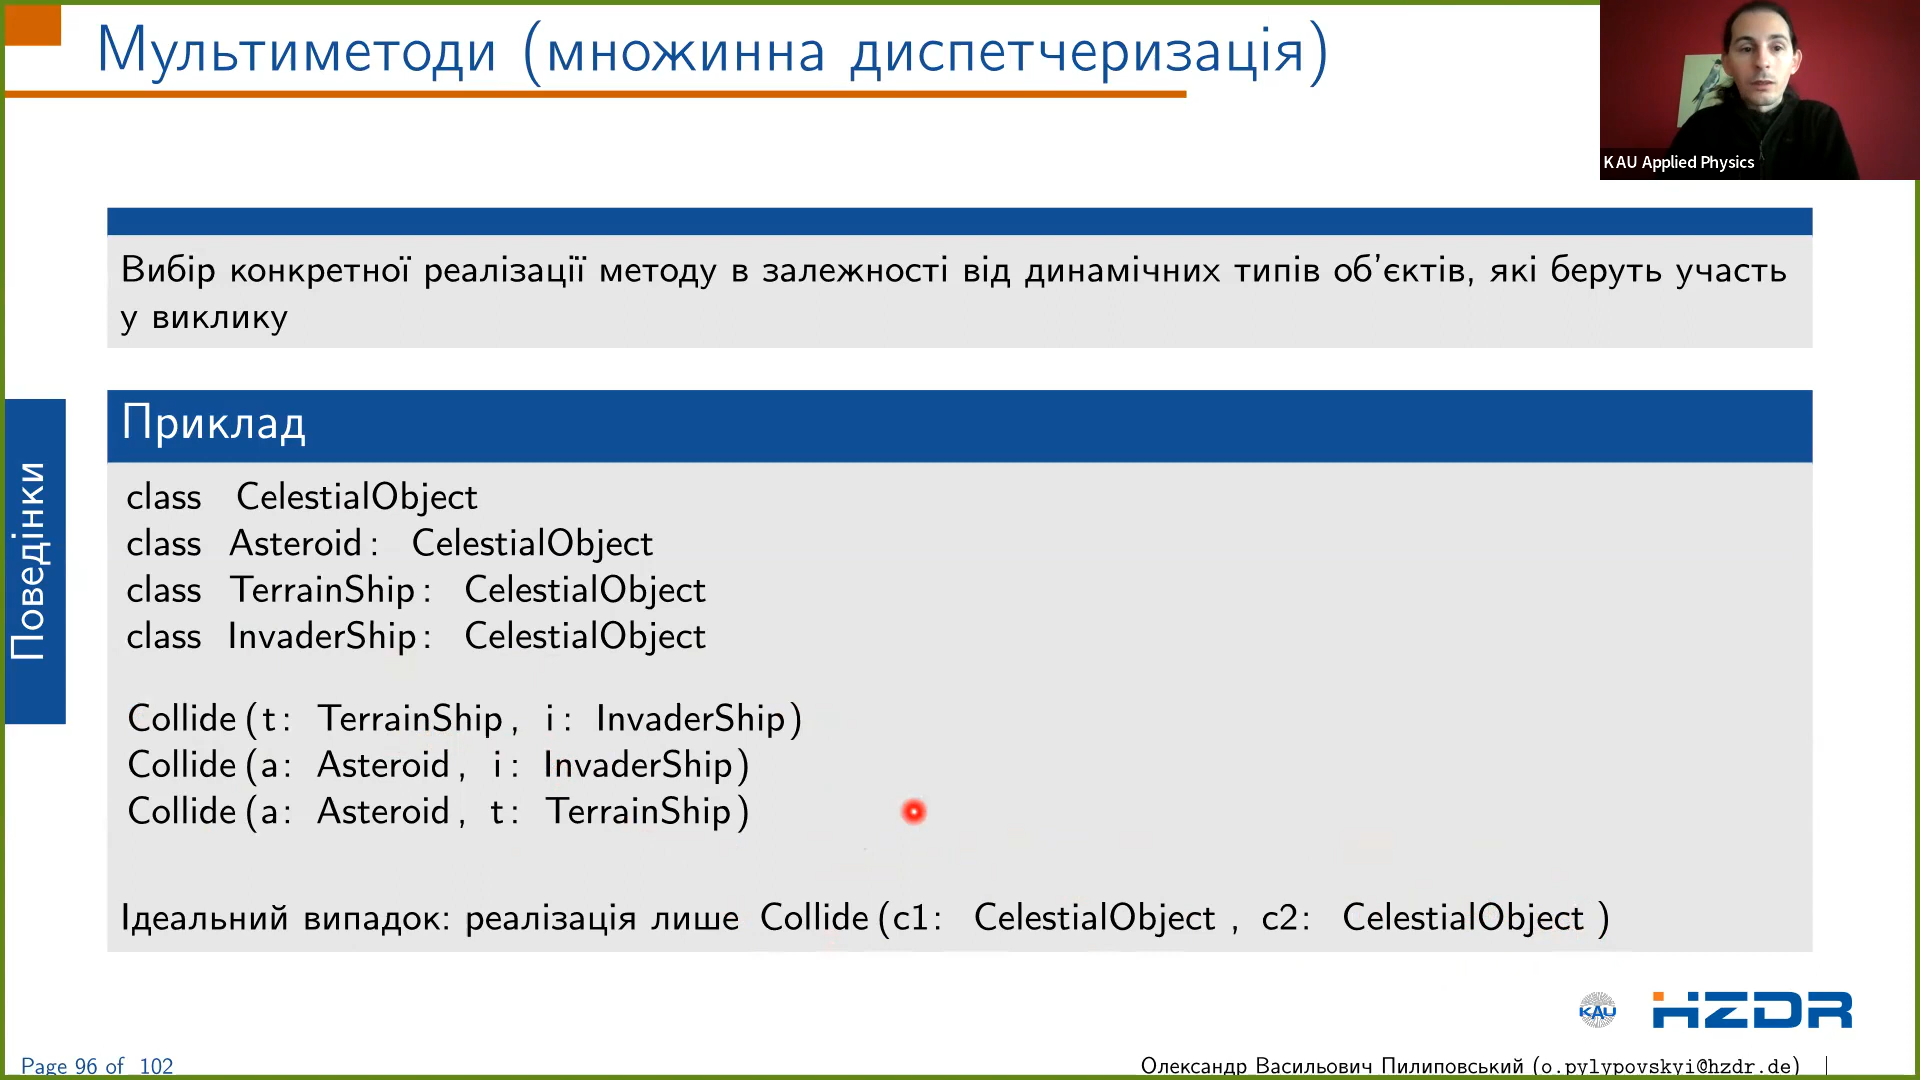 Мультиметоди (множинна диспетчеризація)
KAU Applied Physics
Вибір конкретної реалізації методу в залежності від динамічних типів об'єктів, які беруть участь
у виклику
Приклад
Поведінки
class CelestialObject
class Asteroid: CelestialObject
class TerrainShip: CelestialObject
class InvaderShip: CelestialObject
Collide(t: TerrainShip, i: InvaderShip)
Collide(a: Asteroid, i: InvaderShip)
Collide(a: Asteroid, t: TerrainShip)
Ідеальний випадок: реалізація лише Collide(c1: CelestialObject , c2: CelestialObject )
KAU
HZDR
Page 96 of 102
Олександр Васильович Пилиповський (o.pylypovskyi@hzdr.de)